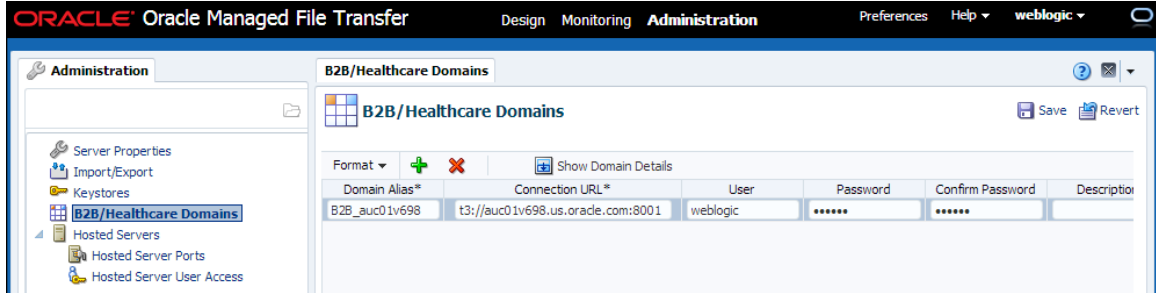 ORACLE Oracle Managed File Transfer Design Monitoring Administration Preferences Help weblogic
Administration
Server Properties
Import/Export
Keystores
B2B/Healthcare Domains
Hosted Servers
Hosted Server Ports
Hosted Server User Access
B2B/Healthcare Domains
B2B/Healthcare Domains Save Revert
Format Show Domain Details
Domain Alias* Connection URL* User Password Confirm Password Description
B2B_auc01v698 t3://auc01v698.us.oracle.com:8001 weblogic •••••• ••••••